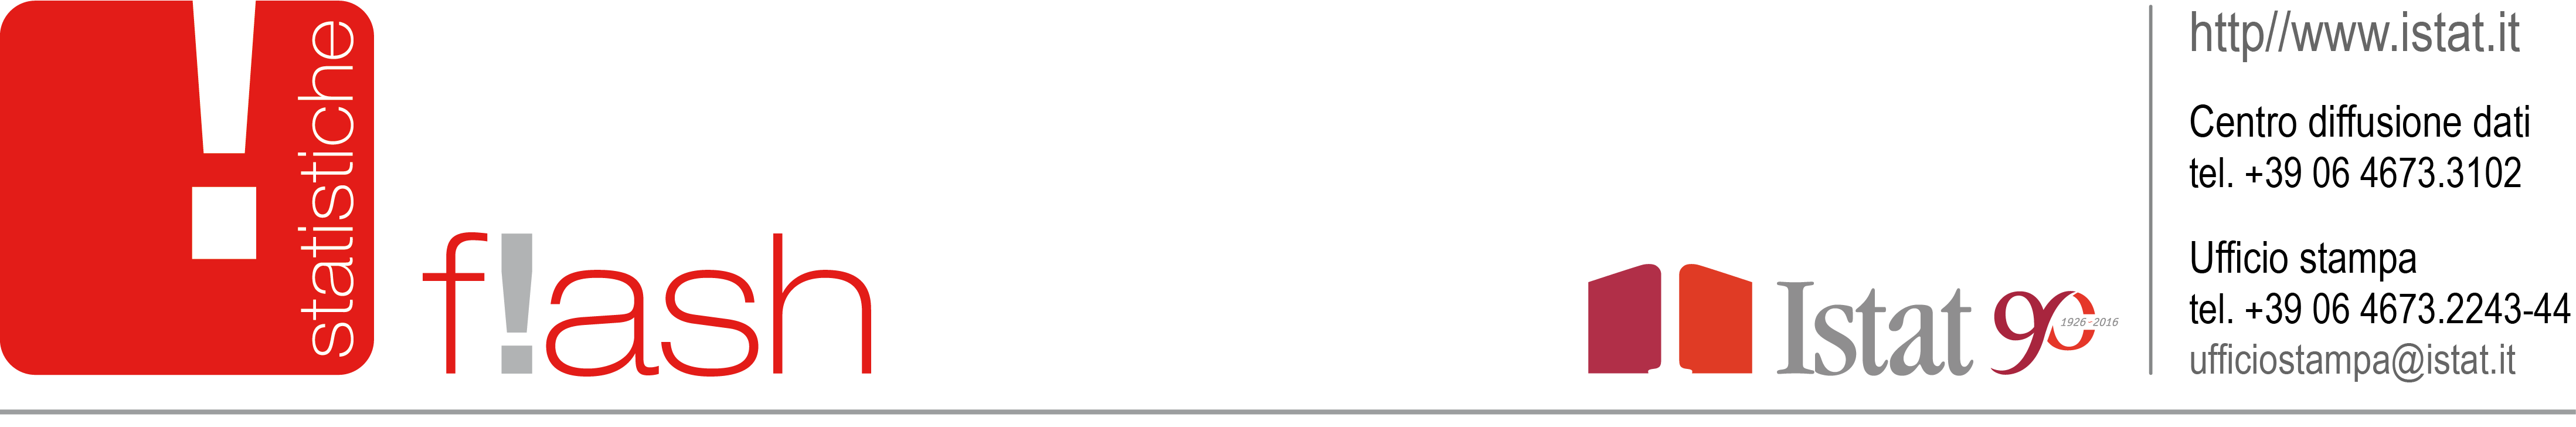 statistiche
f!ash
Istat 90
1926-2016
http//www.istat.it
Centro diffusione dati
tel. +39 06 4673.3102
Ufficio stampa
tel. +39 06 4673.2243-44
ufficiostampa@istat.it